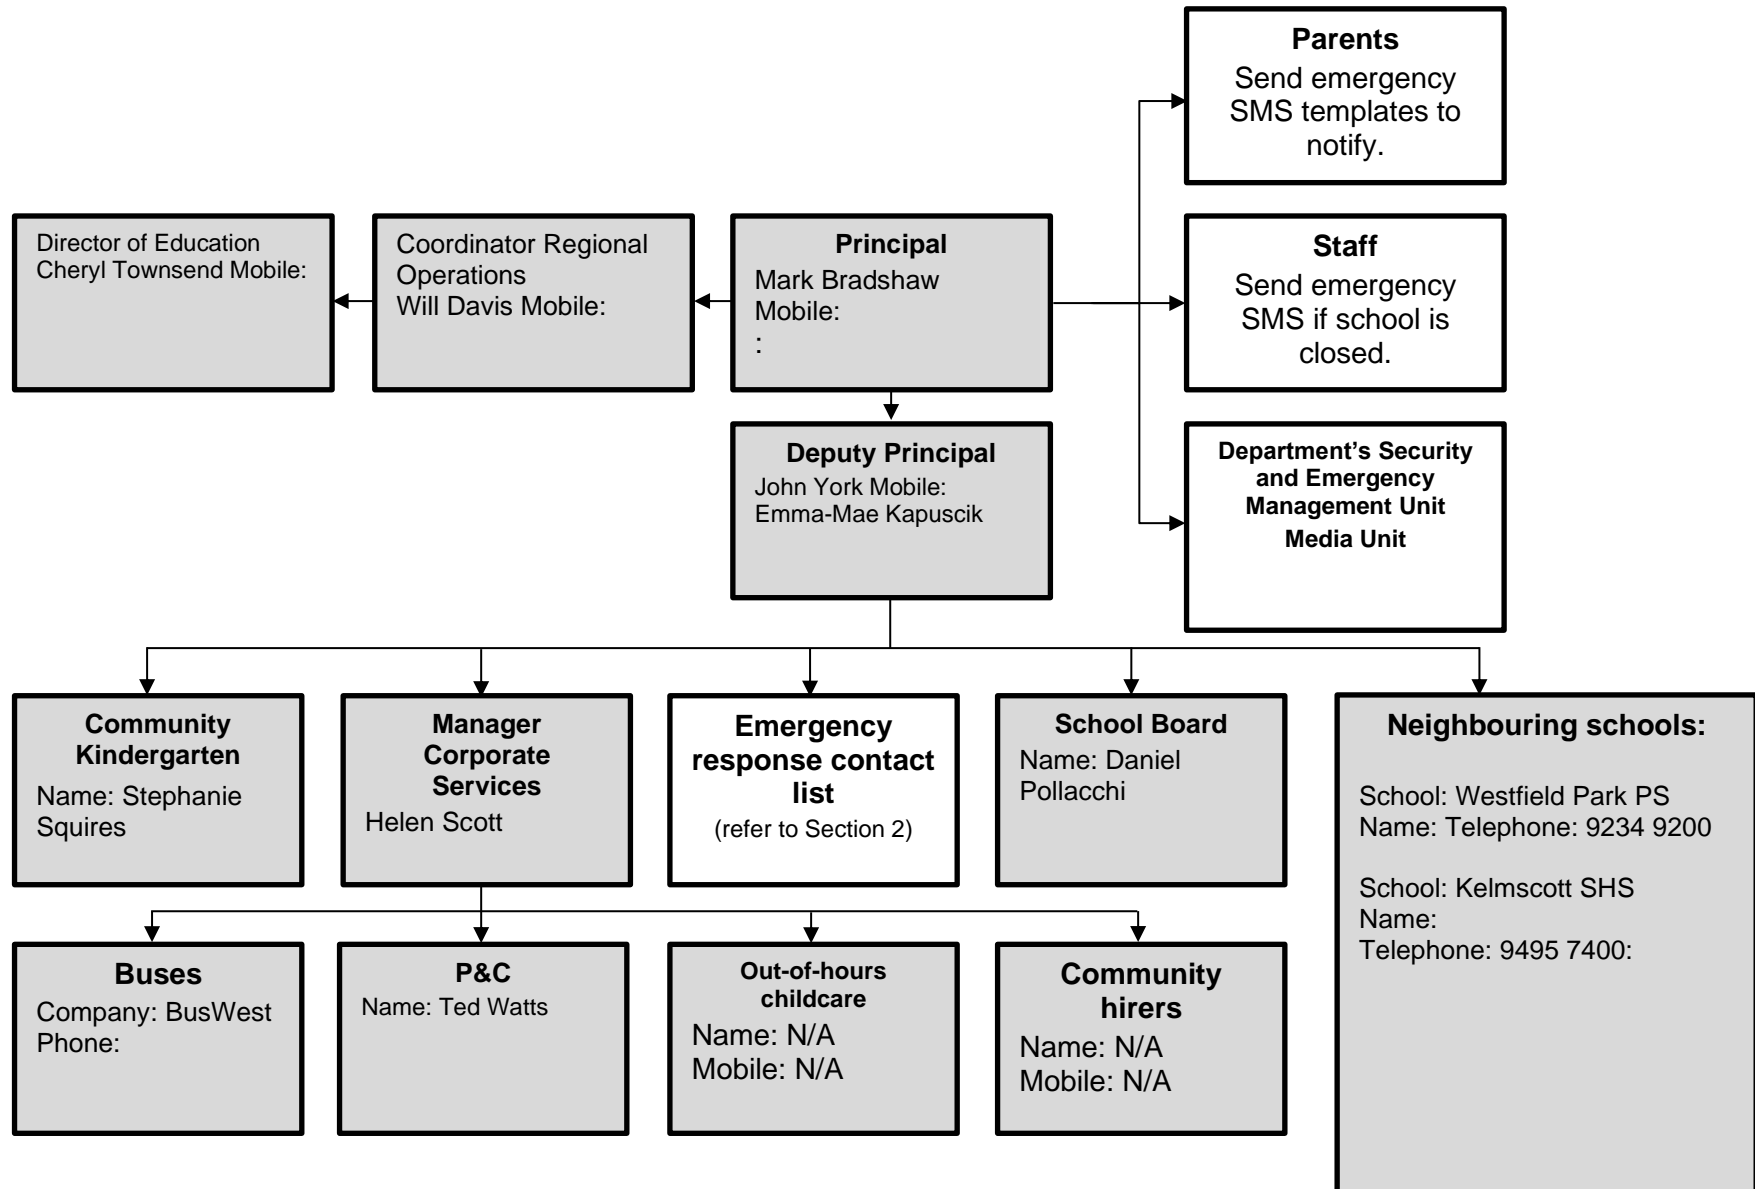 Parents
Send emergency
SMS templates to
notify.
Director of Education
Cheryl Townsend Mobile:
Coordinator Regional
Operations
Will Davis Mobile:
Principal
Mark Bradshaw
Mobile:
:
Staff
Send emergency
SMS if school is
closed.
Deputy Principal
John York Mobile:
Emma-Mae Kapuscik
Department's Security
and Emergency
Management Unit
Media Unit
Community
Kindergarten
Name: Stephanie
Squires
Manager
Corporate
Services
Helen Scott
Emergency
response contact
list
(refer to Section 2)
School Board
Name: Daniel
Pollacchi
Neighbouring schools:
School: Westfield Park PS
Name: Telephone: 9234 9200
School: Kelmscott SHS
Name:
Telephone: 9495 7400:
Buses
Company: BusWest
Phone:
P&C
Name: Ted Watts
Out-of-hours
childcare
Name: N/A
Mobile: N/A
Community
hirers
Name: N/A
Mobile: N/A